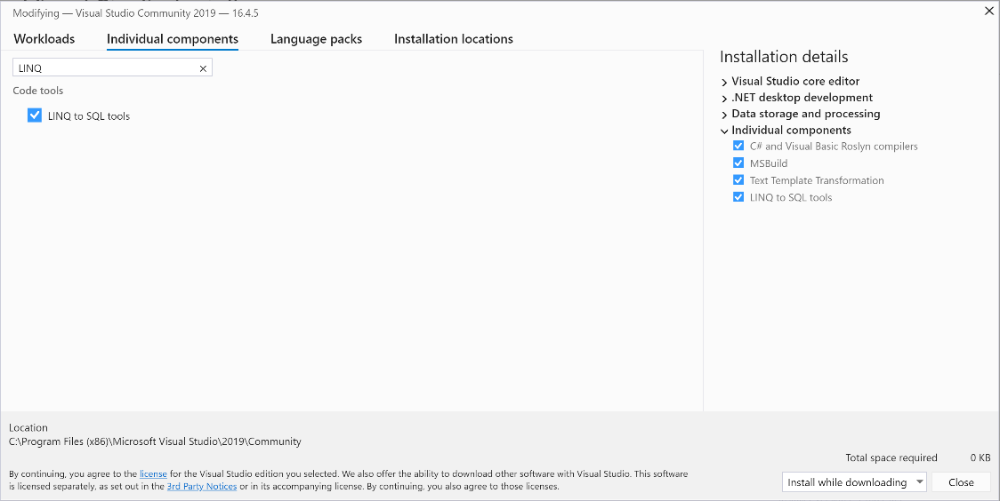 Modifying — Visual Studio Community 2019 — 16.4.5
Workloads Individual components Language packs Installation locations
LINQ
Code tools
LINQ to SQL tools
Installation details
Visual Studio core editor
.NET desktop development
Data storage and processing
Individual components
C# and Visual Basic Roslyn compilers
MSBuild
Text Template Transformation
LINQ to SQL tools
Location
C:\Program Files (x86)\Microsoft Visual Studio\2019\Community
Total space required 0 KB
By continuing, you agree to the license for the Visual Studio edition you selected. We also offer the ability to download other software with Visual Studio. This software
is licensed separately, as set out in the 3rd Party Notices or in its accompanying license. By continuing, you also agree to those licenses.
Install while downloading Close